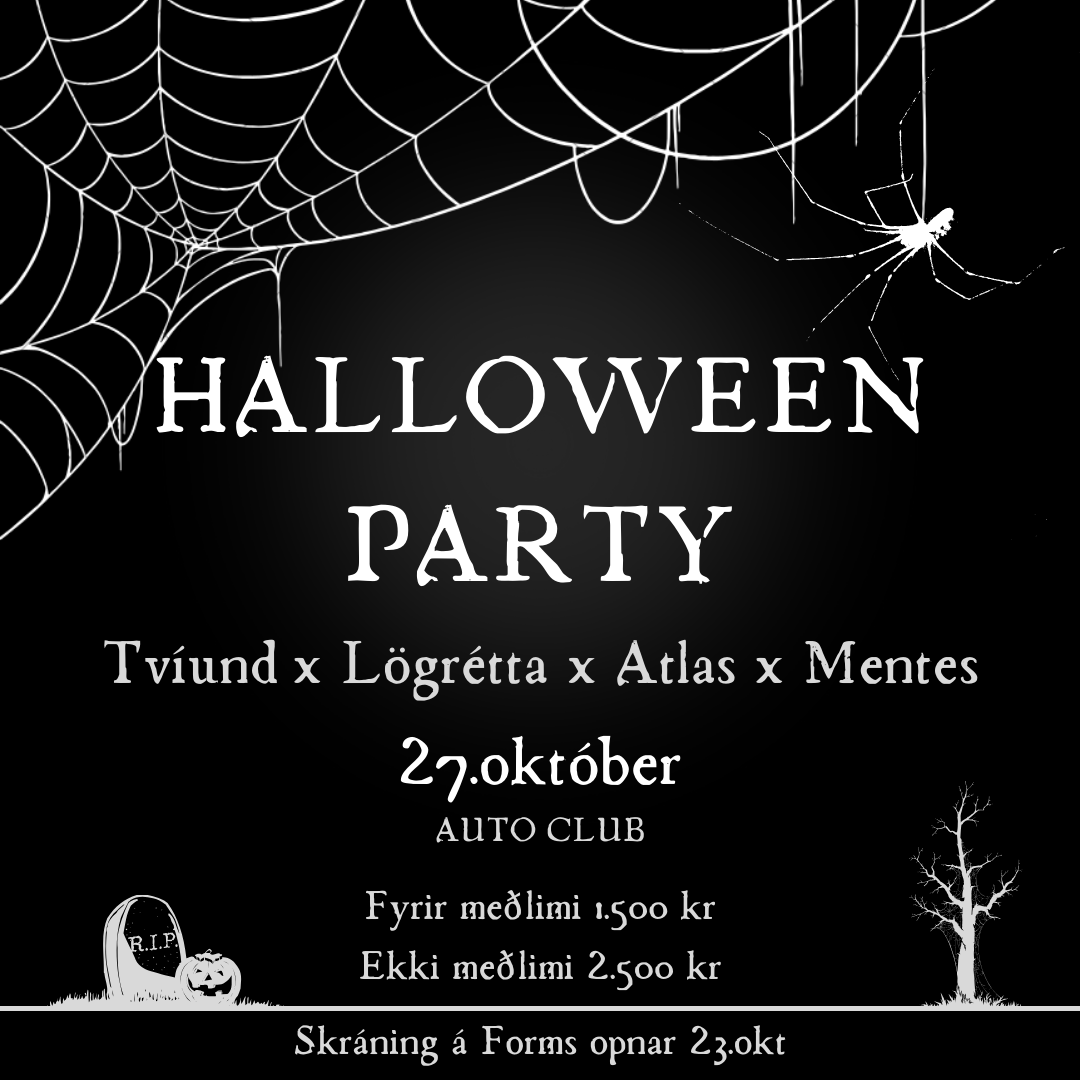 HALLOWEEN
PARTY
Tvíund x Lögrétta x Atlas x Mentes
27.október
AUTO CLUB
Fyrir meðlimi 1.500 kr
Ekki meðlimi 2.500 kr
R.I.P.
Skráning á Forms opnar 23.okt